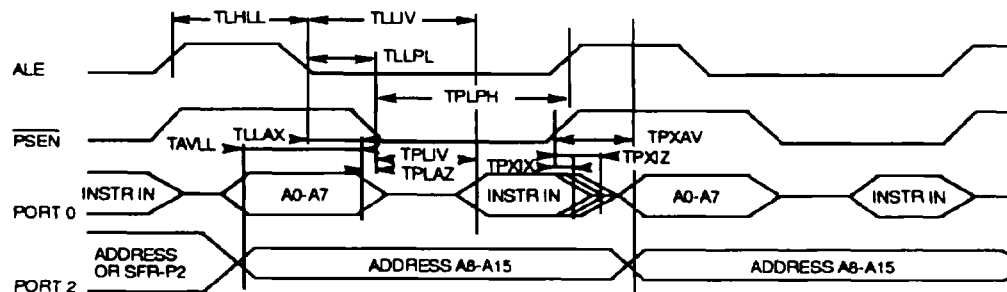 TLHLL
TLLIV
ALE
TLLPL
TPLPH
PSEN
TLLAX
TAVLL
TPXAV
TPLIV
TPXIZ
TPLAZ
TPXIX
PORT 0
INSTR IN
A0-A7
INSTR IN
A0-A7
INSTR IN
PORT 2
ADDRESS
OR SFR-P2
ADDRESS A8-A15
ADDRESS A8-A15